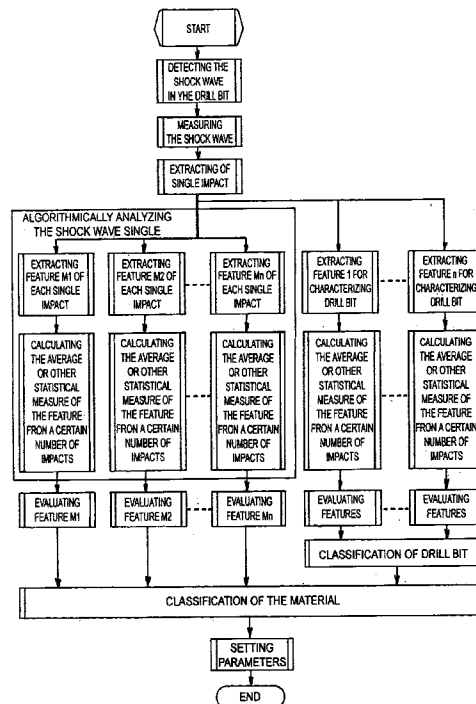 START
DETECTING THE
SHOCK WAVE
IN YHE DRILL BIT
MEASURING
THE SHOCK WAVE
EXTRACTING OF
SINGLE IMPACT
ALGORITHMICALLY ANALYZING
THE SHOCK WAVE SINGLE
EXTRACTING
FEATURE M1 OF
EACH SINGLE
IMPACT
EXTRACTING
FEATURE M2 OF
EACH SINGLE
IMPACT
EXTRACTING
FEATURE Mn OF
EACH SINGLE
IMPACT
EXTRACTING
FEATURE 1 FOR
CHARACTERIZING
DRILL BIT
EXTRACTING
FEATURE n FOR
CHARACTERIZING
DRILL BIT
CALCULATING
THE AVERAGE
OR OTHER
STATISTICAL
MEASURE OF
THE FEATURE
FRON A CERTAIN
NUMBER OF
IMPACTS
CALCULATING
THE AVERAGE
OR OTHER
STATISTICAL
MEASURE OF
THE FEATURE
FRON A CERTAIN
NUMBER OF
IMPACTS
CALCULATING
THE AVERAGE
OR OTHER
STATISTICAL
MEASURE OF
THE FEATURE
FRON A CERTAIN
NUMBER OF
IMPACTS
CALCULATING
THE AVERAGE
OR OTHER
STATISTICAL
MEASURE OF
THE FEATURE
FRON A CERTAIN
NUMBER OF
IMPACTS
CALCULATING
THE AVERAGE
OR OTHER
STATISTICAL
MEASURE OF
THE FEATURE
FRON A CERTAIN
NUMBER OF
IMPACTS
EVALUATING
FEATURE M1
EVALUATING
FEATURE M2
EVALUATING
FEATURE Mn
EVALUATING
FEATURES
EVALUATING
FEATURES
CLASSIFICATION OF DRILL BIT
CLASSIFICATION OF THE MATERIAL
SETTING
PARAMETERS
END